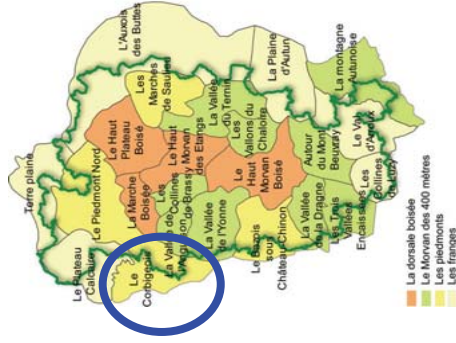 Terre plaine
L'Auxois
des Buttes
Le Plateau
Calcaire
Le Piedmont Nord
Le Haut
Plateau
Boisé
Les
Marches
de Saulieu
La Marche
Boisée
Le Haut
Morvan
des Etangs
Les
Collines
de Brassy
Le
Corbigeois
La Vallée
du Ternin
Les
Vallons du
Chaloire
La Vallée
de l'Yonne
Le Haut
Morvan
Boisé
La Plaine
d'Autun
Le Bazois
sous
Château Chinon
La Vallée
de la Dragne
Autour
du Mont
Beuvray
La montagne
Autunoise
Les Trois
Vallées
Encaissées
Les
Collines
Le Val
La dorsale boisée
Le Morvan des 400 mètres
Les piedmonts
Les franges